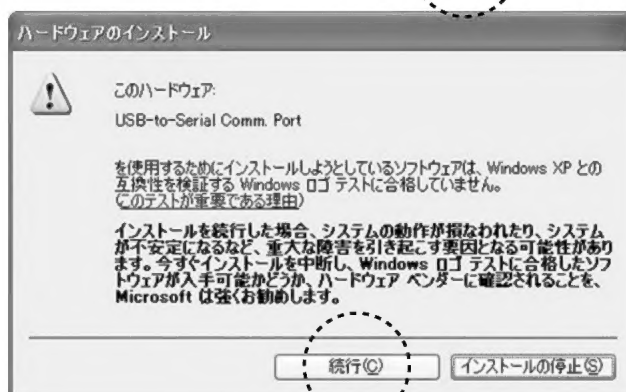 ハードウェアのインストール
このハードウェア:
USB-to-Serial Comm. Port
を使用するためにインストールしようとしているソフトウェアは、Windows XP との
互換性を検証する Windows ロゴ テストに合格していません。
(このテストが重要である理由)
インストールを続行した場合、システムの動作が損なわれたり、システム
が不安定になるなど、重大な障害を引き起こす要因となる可能性があり
ます。今すぐインストールを中断し、Windows ロゴ テストに合格したソフ
トウェアが入手可能かどうか、ハードウェア ベンダーに確認されることを、
Microsoft は強くお勧めします。
続行(C)
インストールの停止(S)